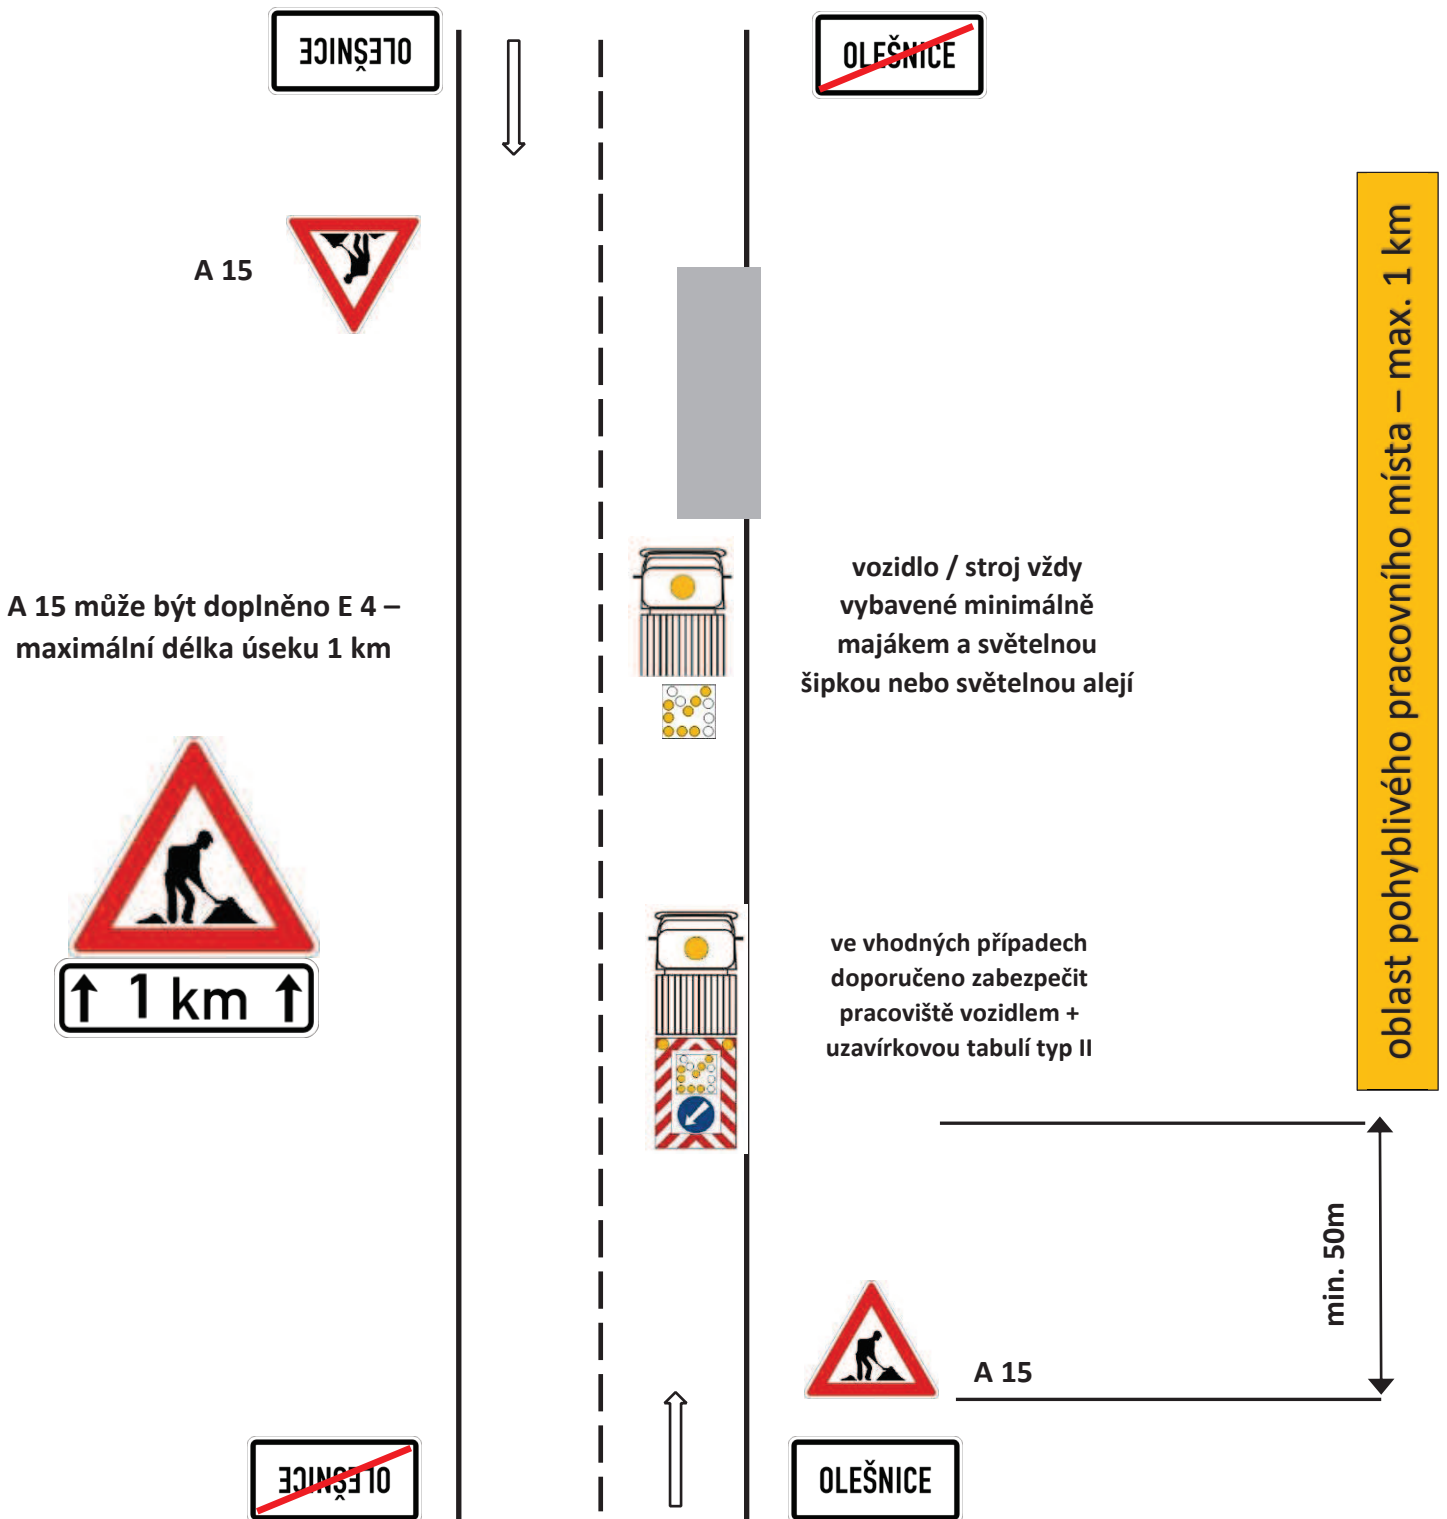 OLEŠNICE
OLEŠNICE
A 15
oblast pohyblivého pracovního místa – max. 1 km
vozidlo / stroj vždy
vybavené minimálně
majákem a světelnou
šipkou nebo světelnou alejí
A 15 může být doplněno E 4 –
maximální délka úseku 1 km
1 km
ve vhodných případech
doporučeno zabezpečit
pracoviště vozidlem +
uzavírkovou tabulí typ II
min. 50m
A 15
OLEŠNICE
OLEŠNICE